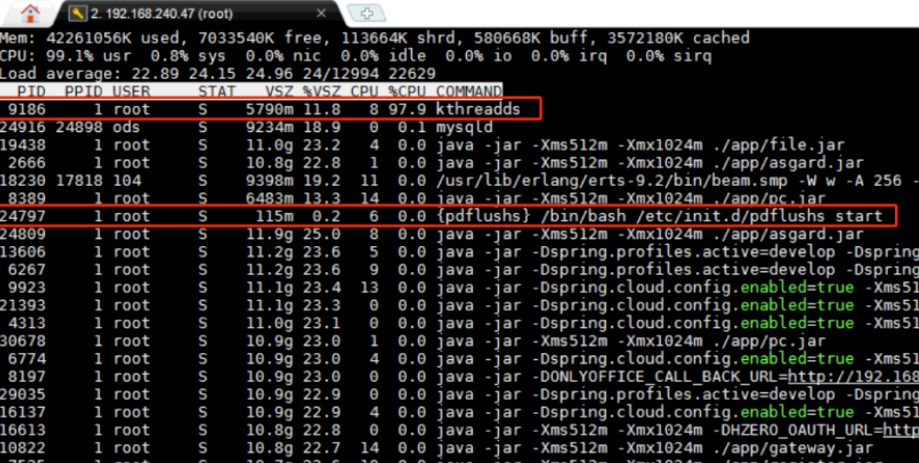 2. 192.168.240.47 (root)
Mem: 42261056K used, 7033540K free, 113664K shrd, 580668K buff, 3572180K cached
CPU: 99.1% usr  0.8% sys  0.0% nic  0.0% idle  0.0% io  0.0% irq  0.0% sirq
Load average: 22.89 24.15 24.96 24/12994 22629
PID  PPID USER     STAT   VSZ %VSZ CPU %CPU COMMAND
9186     1 root     S    5790m 11.8   8 97.9 kthreadds
24916 24898 ods      S    9234m 18.9   0  0.1 mysqld
19438     1 root     S    11.0g 23.2   4  0.0 java -jar -Xms512m -Xmx1024m ./app/file.jar
2666     1 root     S    10.8g 22.8   1  0.0 java -jar -Xms512m -Xmx1024m ./app/asgard.jar
18230 17818 104      S    9398m 19.2  11  0.0 /usr/lib/erlang/erts-9.2/bin/beam.smp -W w -A 256 -
8389     1 root     S    6483m 13.3  14  0.0 java -jar -Xms512m -Xmx1024m ./app/pc.jar
24797     1 root     S     115m  0.2   6  0.0 {pdflushs} /bin/bash /etc/init.d/pdflushs start
24809     1 root     S    11.9g 25.0   8  0.0 java -jar -Xms512m -Xmx1024m ./app/asgard.jar
13606     1 root     S    11.2g 23.6   5  0.0 java -jar -Dspring.profiles.active=develop -Dspring
6267     1 root     S    11.2g 23.6   9  0.0 java -jar -Dspring.profiles.active=develop -Dspring
9923     1 root     S    11.1g 23.4  13  0.0 java -jar -Dspring.cloud.config.enabled=true -Xms51
21393     1 root     S    11.1g 23.3   0  0.0 java -jar -Dspring.cloud.config.enabled=true -Xms51
4313     1 root     S    11.0g 23.1   0  0.0 java -jar -Dspring.cloud.config.enabled=true -Xms51
30678     1 root     S    10.9g 23.0   1  0.0 java -jar -Xms512m -Xmx1024m ./app/pc.jar
6774     1 root     S    10.9g 23.0   4  0.0 java -jar -Dspring.cloud.config.enabled=true -Xms51
8197     1 root     S    10.9g 23.0   0  0.0 java -jar -DONLYOFFICE_CALL_BACK_URL=http://192.168
29035     1 root     S    10.9g 22.9   0  0.0 java -jar -Dspring.profiles.active=develop -Dspring
16137     1 root     S    10.9g 22.9   4  0.0 java -jar -Dspring.cloud.config.enabled=true -Xms51
16613     1 root     S    10.8g 22.8   0  0.0 java -jar -Xms512m -Xmx1024m -DHZERO_OAUTH_URL=http
10822     1 root     S    10.8g 22.7  14  0.0 java -jar -Xms512m -Xmx1024m ./app/gateway.jar